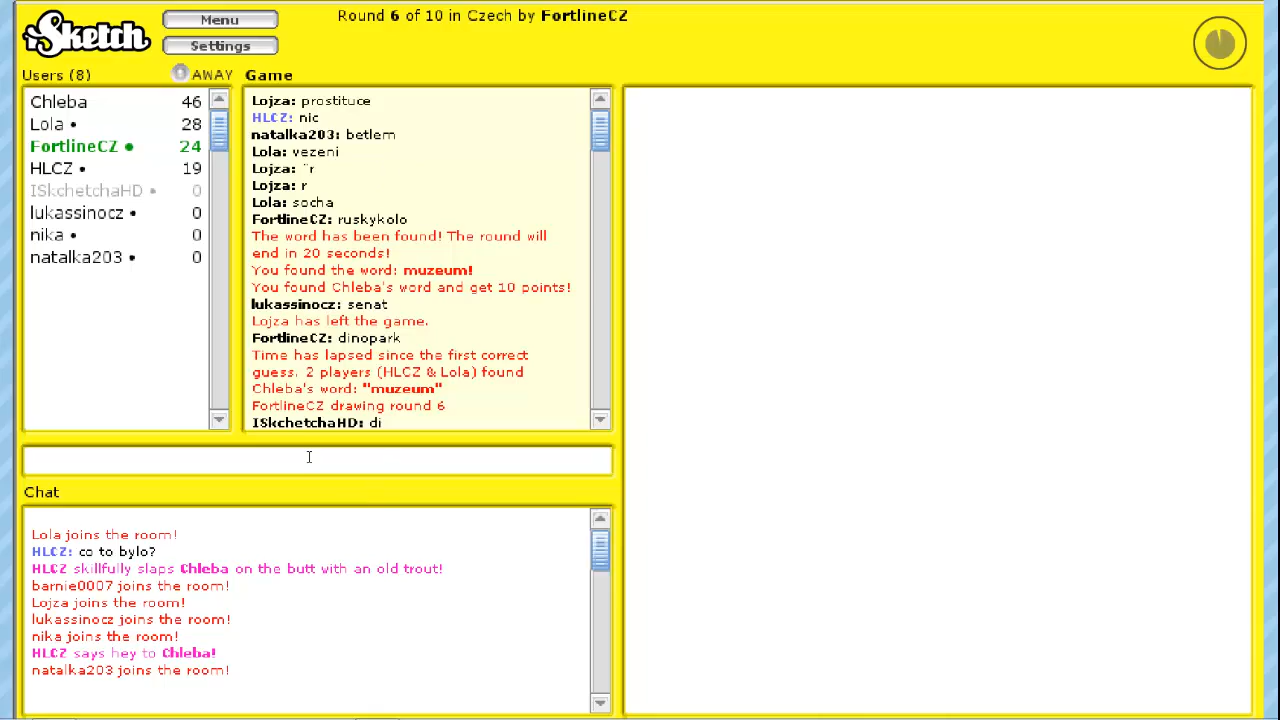 iSketch
Menu
Settings
Round 6 of 10 in Czech by FortlineCZ
Users (8)
AWAY
Chleba 46
Lola • 28
FortlineCZ • 24
HLCZ • 19
ISkchetchaHD • 0
lukassinocz • 0
nika • 0
natalka203 • 0
Game
Lojza: prostituce
HLCZ: nic
natalka203: betlem
Lola: vezeni
Lojza: ¨r
Lojza: r
Lola: socha
FortlineCZ: ruskykolo
The word has been found! The round will
end in 20 seconds!
You found the word: muzeum!
You found Chleba's word and get 10 points!
lukassinocz: senat
Lojza has left the game.
FortlineCZ: dinopark
Time has lapsed since the first correct
guess. 2 players (HLCZ & Lola) found
Chleba's word: "muzeum"
FortlineCZ drawing round 6
ISkchetchaHD: di
Chat
Lola joins the room!
HLCZ: co to bylo?
HLCZ skillfully slaps Chleba on the butt with an old trout!
barnie0007 joins the room!
Lojza joins the room!
lukassinocz joins the room!
nika joins the room!
HLCZ says hey to Chleba!
natalka203 joins the room!